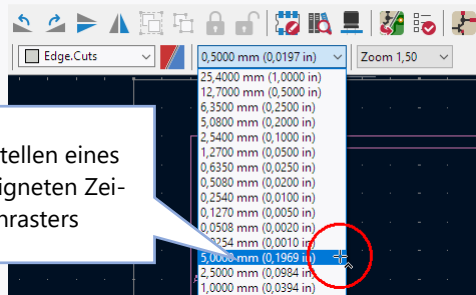 Edge.Cuts
0,5000 mm (0,0197 in)
Zoom 1,50
25,4000 mm (1,0000 in)
12,7000 mm (0,5000 in)
6,3500 mm (0,2500 in)
5,0800 mm (0,2000 in)
2,5400 mm (0,1000 in)
1,2700 mm (0,0500 in)
0,6350 mm (0,0250 in)
0,5080 mm (0,0200 in)
0,2540 mm (0,0100 in)
0,1270 mm (0,0050 in)
0,0508 mm (0,0020 in)
0,0254 mm (0,0010 in)
5,0000 mm (0,1969 in)
2,5000 mm (0,0984 in)
1,0000 mm (0,0394 in)
tellen eines
igneten Zei-
nrasters